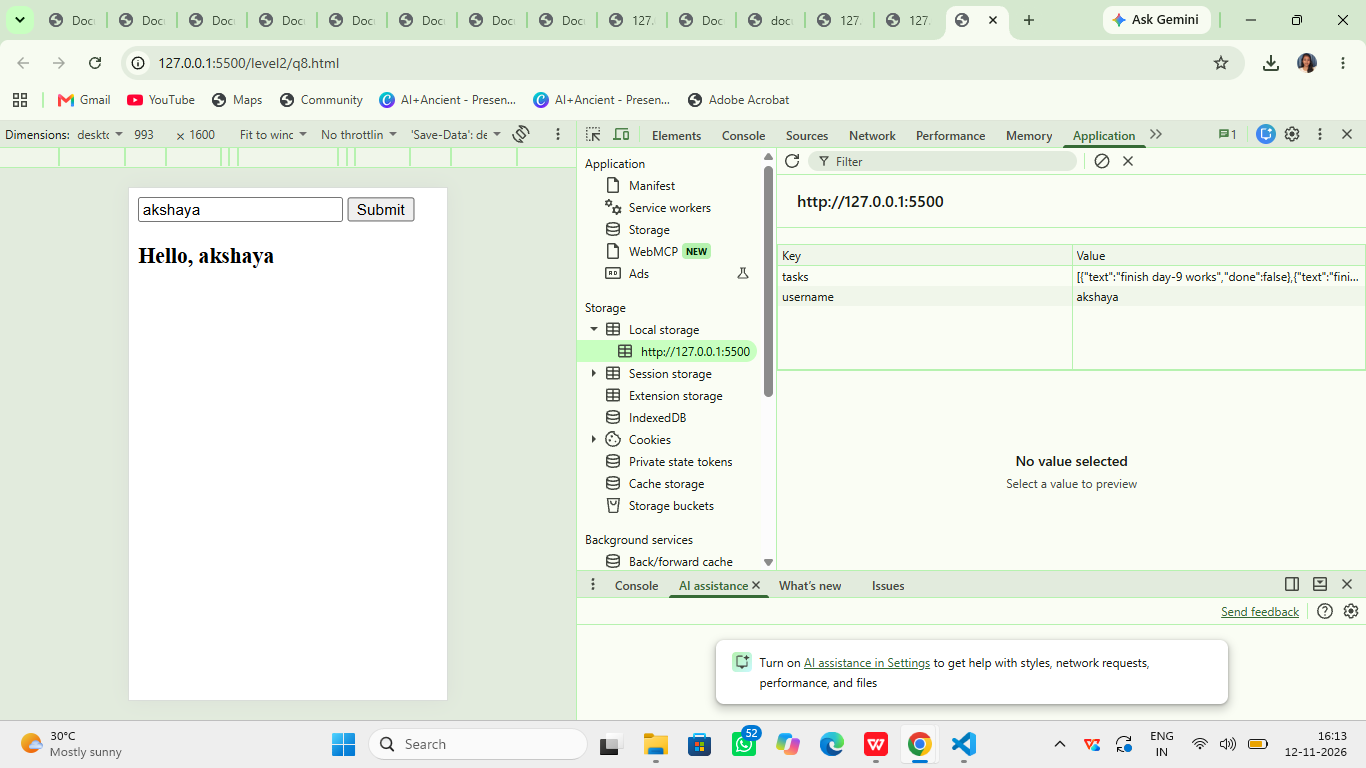 Doc Doc Doc Doc Doc Doc Doc Doc 127. Doc docu 127. 127.
Ask Gemini
127.0.0.1:5500/level2/q8.html
Gmail YouTube Maps Community AI+Ancient - Presen... AI+Ancient - Presen... Adobe Acrobat
Dimensions: deskto 993 × 1600 Fit to winc No throttlin 'Save-Data': de
Elements Console Sources Network Performance Memory Application 1
Application
Manifest
Service workers
Storage
WebMCP NEW
Ads
Storage
Local storage
http://127.0.0.1:5500
Session storage
Extension storage
IndexedDB
Cookies
Private state tokens
Cache storage
Storage buckets
Background services
Back/forward cache
Filter
http://127.0.0.1:5500
Key Value
tasks [{"text":"finish day-9 works","done":false},{"text":"fini...
username akshaya
No value selected
Select a value to preview
akshaya Submit
Hello, akshaya
Console AI assistance What's new Issues
Send feedback
Turn on AI assistance in Settings to get help with styles, network requests,
performance, and files
30°C
Mostly sunny
Search
52
ENG
IN
16:13
12-11-2026